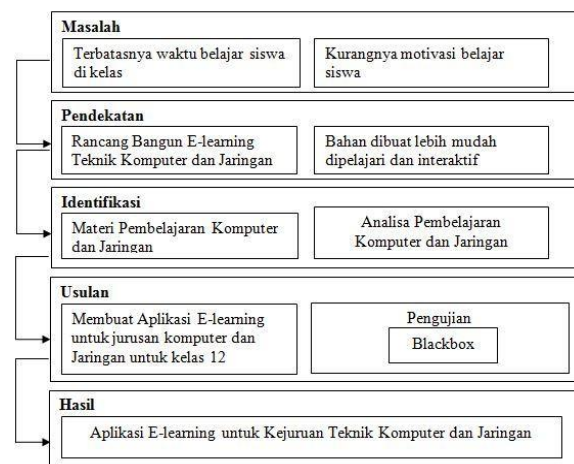 Masalah
Terbatasnya waktu belajar siswa
di kelas
Kurangnya motivasi belajar
siswa
Pendekatan
Rancang Bangun E-learning
Teknik Komputer dan Jaringan
Bahan dibuat lebih mudah
dipelajari dan interaktif
Identifikasi
Materi Pembelajaran Komputer
dan Jaringan
Analisa Pembelajaran
Komputer dan Jaringan
Usulan
Membuat Aplikasi E-learning
untuk jurusan komputer dan
Jaringan untuk kelas 12
Pengujian
Blackbox
Hasil
Aplikasi E-learning untuk Kejuruan Teknik Komputer dan Jaringan